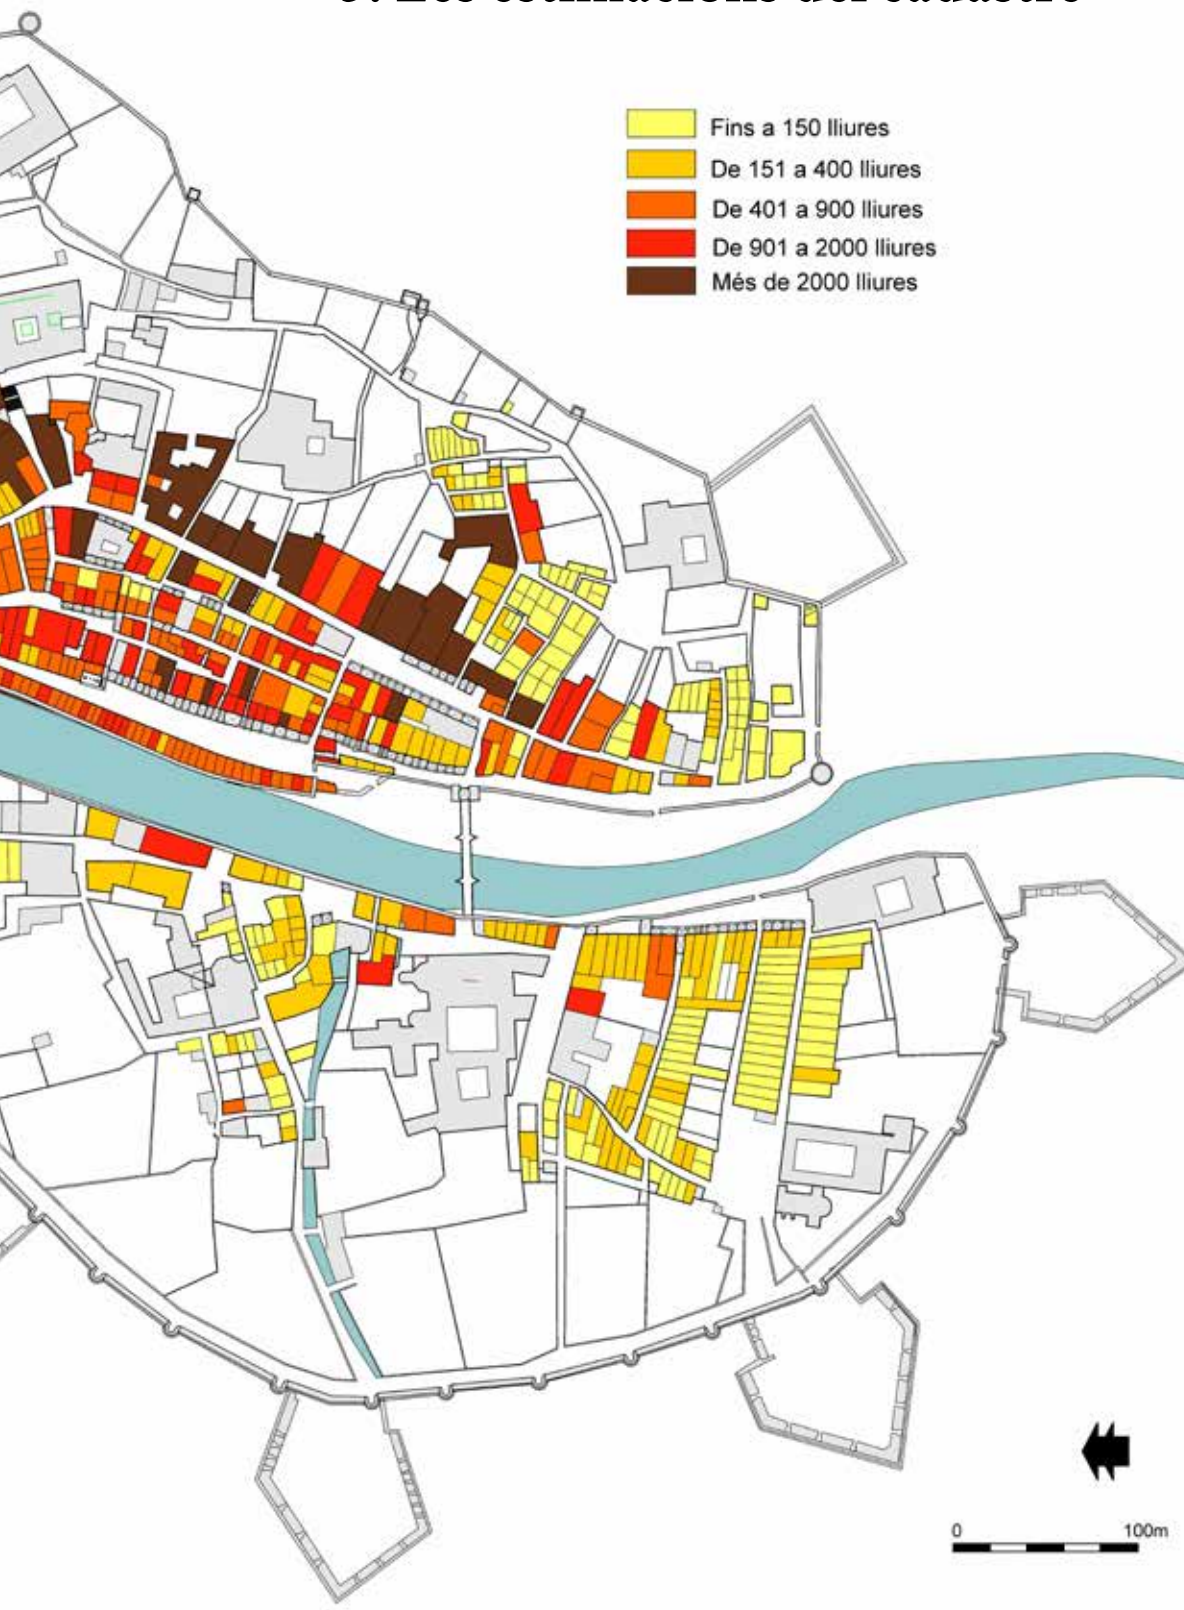 Fins a 150 lliures
De 151 a 400 lliures
De 401 a 900 lliures
De 901 a 2000 lliures
Més de 2000 lliures
0 100m